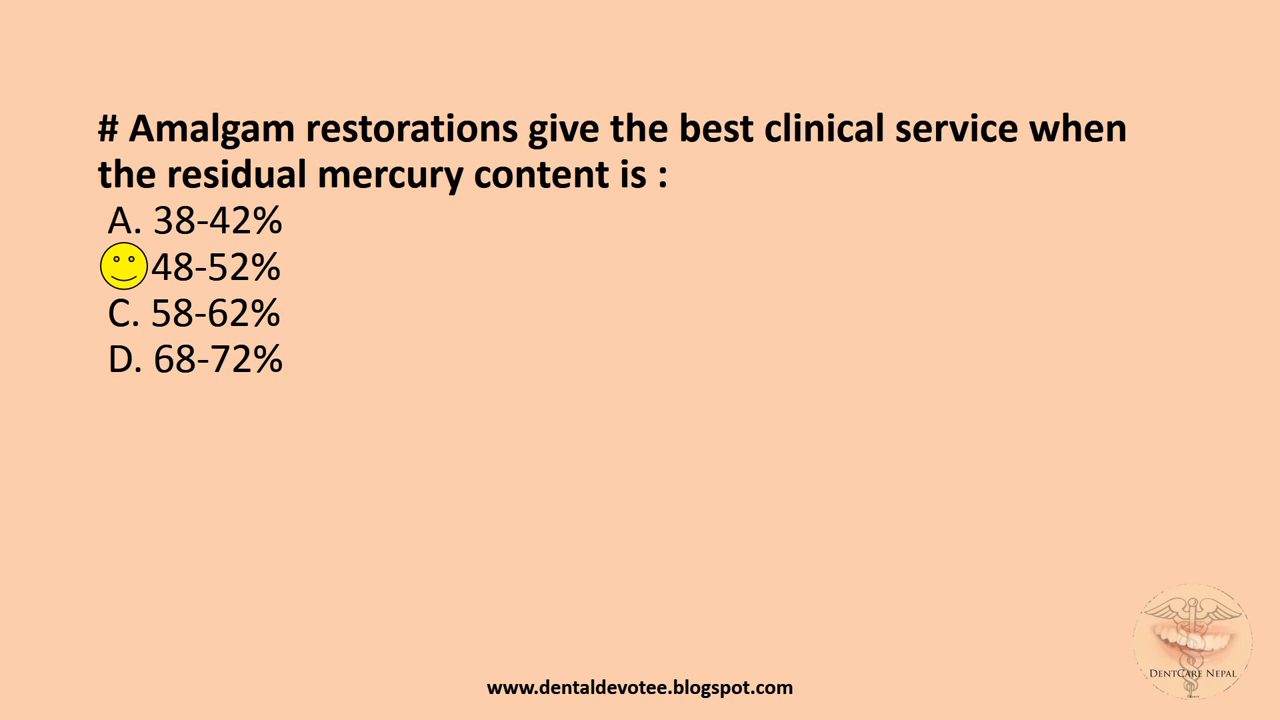 # Amalgam restorations give the best clinical service when
the residual mercury content is :
A. 38-42%
48-52%
C. 58-62%
D. 68-72%
DentCare Nepal
www.dentaldevotee.blogspot.com